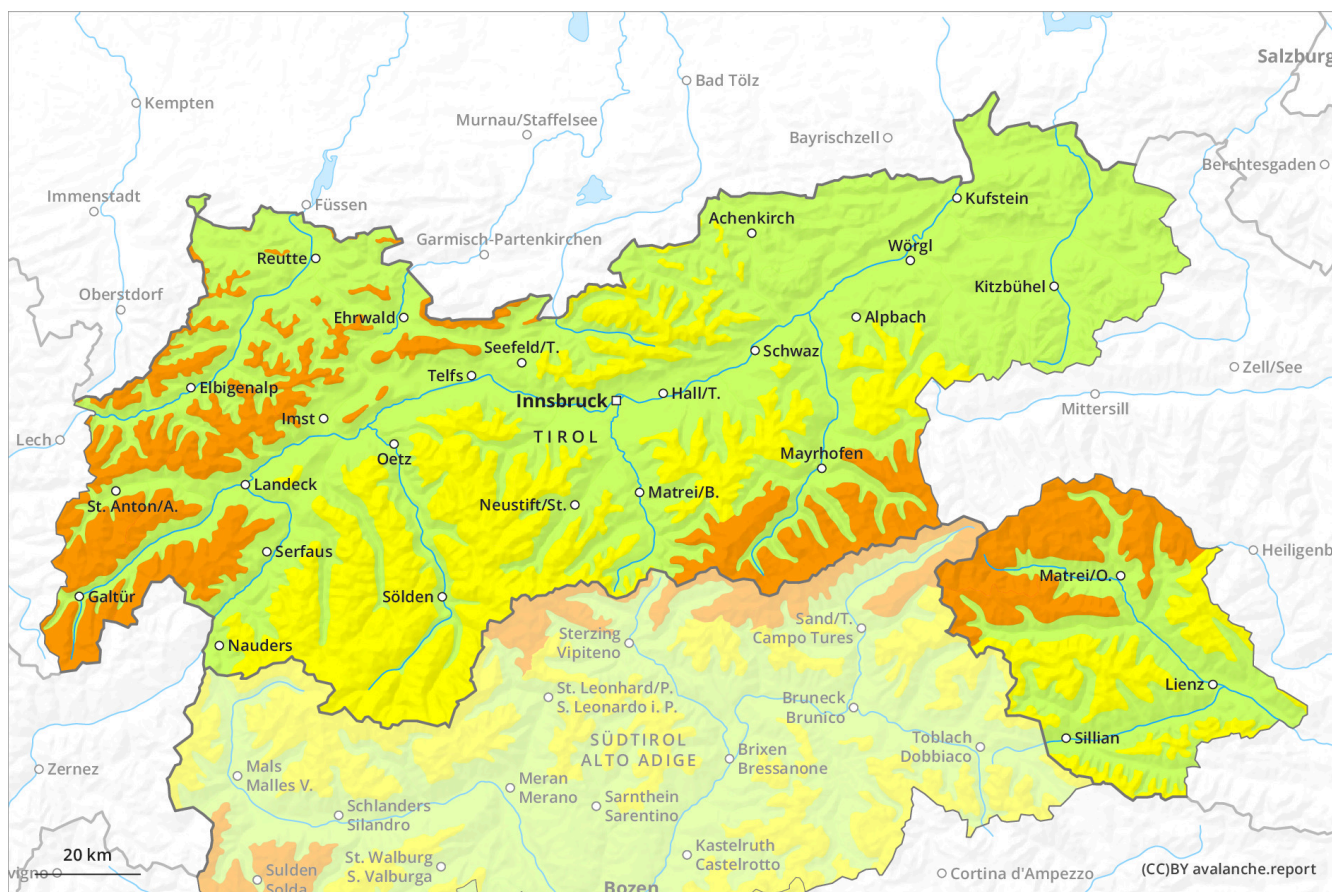 Salzburg
Kempten
Bad Tölz
Murnau/Staffelsee
Bayrischzell
Berchtesgaden
Immenstadt
Füssen
Kufstein
Achenkirch
Garmisch-Partenkirchen
Wörgl
Reutte
Kitzbühel
Oberstdorf
Ehrwald
Alpbach
Seefeld/T.
Schwaz
Zell/See
Telfs
Elbigenalp
Hall/T.
Innsbruck
Mittersill
Imst
TIROL
Lech
Oetz
Mayrhofen
Landeck
Matrei/B.
St. Anton/A.
Neustift/St.
Serfaus
Heiligenb
Matrei/O.
Galtür
Sölden
Sand/T.
Campo Tures
Sterzing
Vipiteno
Nauders
Lienz
St. Leonhard/P.
S. Leonardo i. P.
Bruneck
Brunico
Sillian
SÜDTIROL
ALTO ADIGE
Toblach
Dobbiaco
Brixen
Bressanone
Zernez
Mals
Malles V.
Meran
Merano
Schlanders
Silandro
Sarnthein
Sarentino
20 km
Kastelruth
Castelrotto
St. Walburg
S. Valburga
vigno
Sulden
Solda
Cortina d'Ampezzo
(CC)BY avalanche.report
Bozen